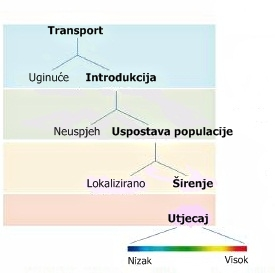 Transport
Uginuće Introdukcija
Neuspjeh Uspostava populacije
Lokalizirano Širenje
Utjecaj
Nizak Visok